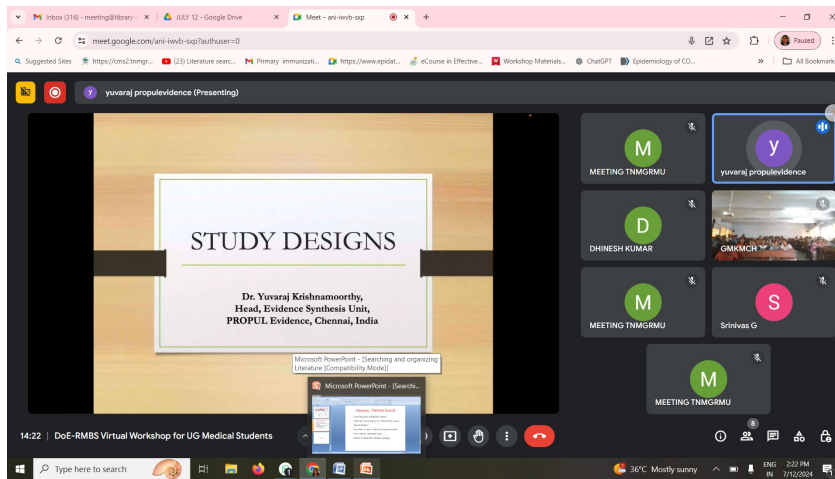 Inbox (316) - meeting@library-
JULY 12 - Google Drive
Meet – ani-iwvb-sxp
meet.google.com/ani-iwvb-sxp?authuser=0
Paused
Suggested Sites
https://cms2.tnmgr...
(23) Literature searc...
Primary immunizati...
https://www.epidat...
eCourse in Effective...
Workshop Materials...
ChatGPT
Epidemiology of CO...
All Bookmark
y
yuvaraj propulevidence (Presenting)
STUDY DESIGNS
Dr. Yuvaraj Krishnamoorthy,
Head, Evidence Synthesis Unit,
PROPUL Evidence, Chennai, India
M
MEETING TNMGRMU
y
yuvaraj propulevidence
D
DHINESH KUMAR
GMKMCH
M
MEETING TNMGRMU
S
Srinivas G
M
MEETING TNMGRMU
Microsoft PowerPoint - [Searching and organizing
Literature [Compatibility Mode]]
Microsoft PowerPoint - [Searchi...
14:22 | DoE-RMBS Virtual Workshop for UG Medical Students
8
Type here to search
36°C Mostly sunny
ENG
IN
2:22 PM
7/12/2024